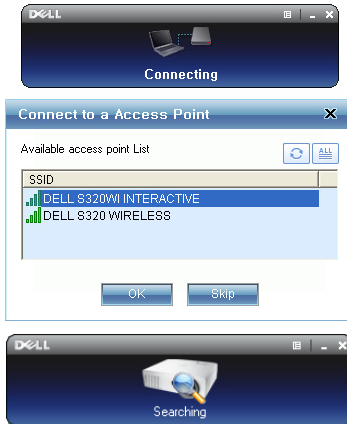 DELL
Connecting
Connect to a Access Point
Available access point List
ALL
SSID
DELL S320WI INTERACTIVE
DELL S320 WIRELESS
OK
Skip
DELL
Searching